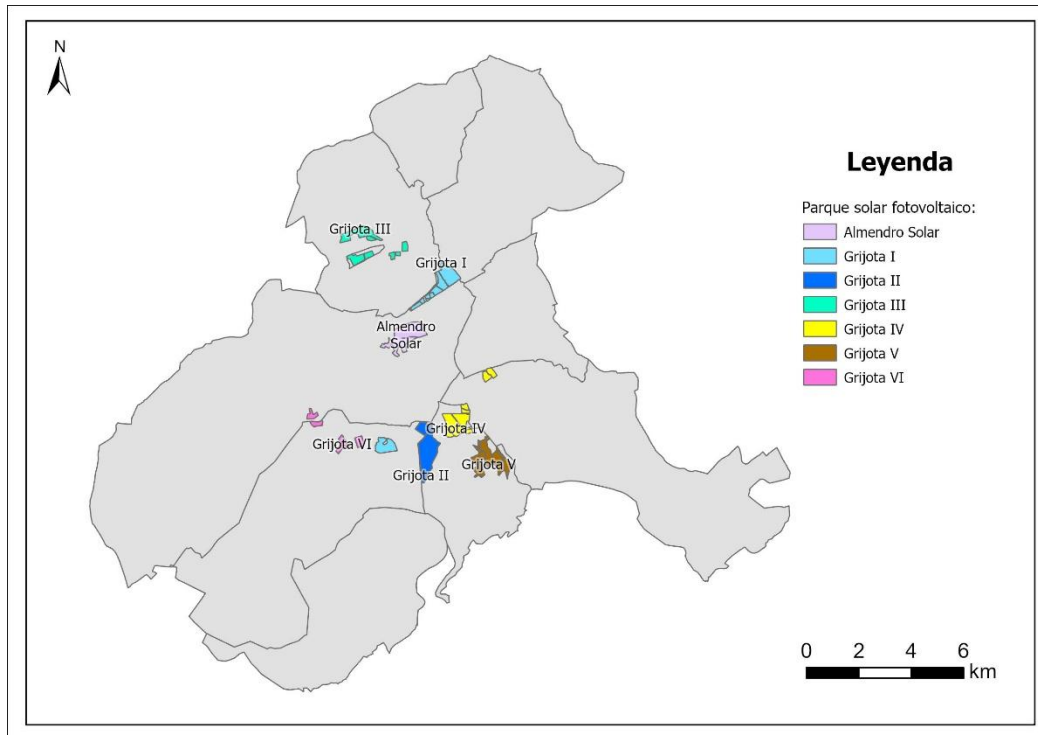 N
Leyenda
Parque solar fotovoltaico:
Almendro Solar
Grijota I
Grijota II
Grijota III
Grijota IV
Grijota V
Grijota VI
Grijota III
Grijota I
Almendro
Solar
Grijota IV
Grijota VI
Grijota V
Grijota II
0 2 4 6
km